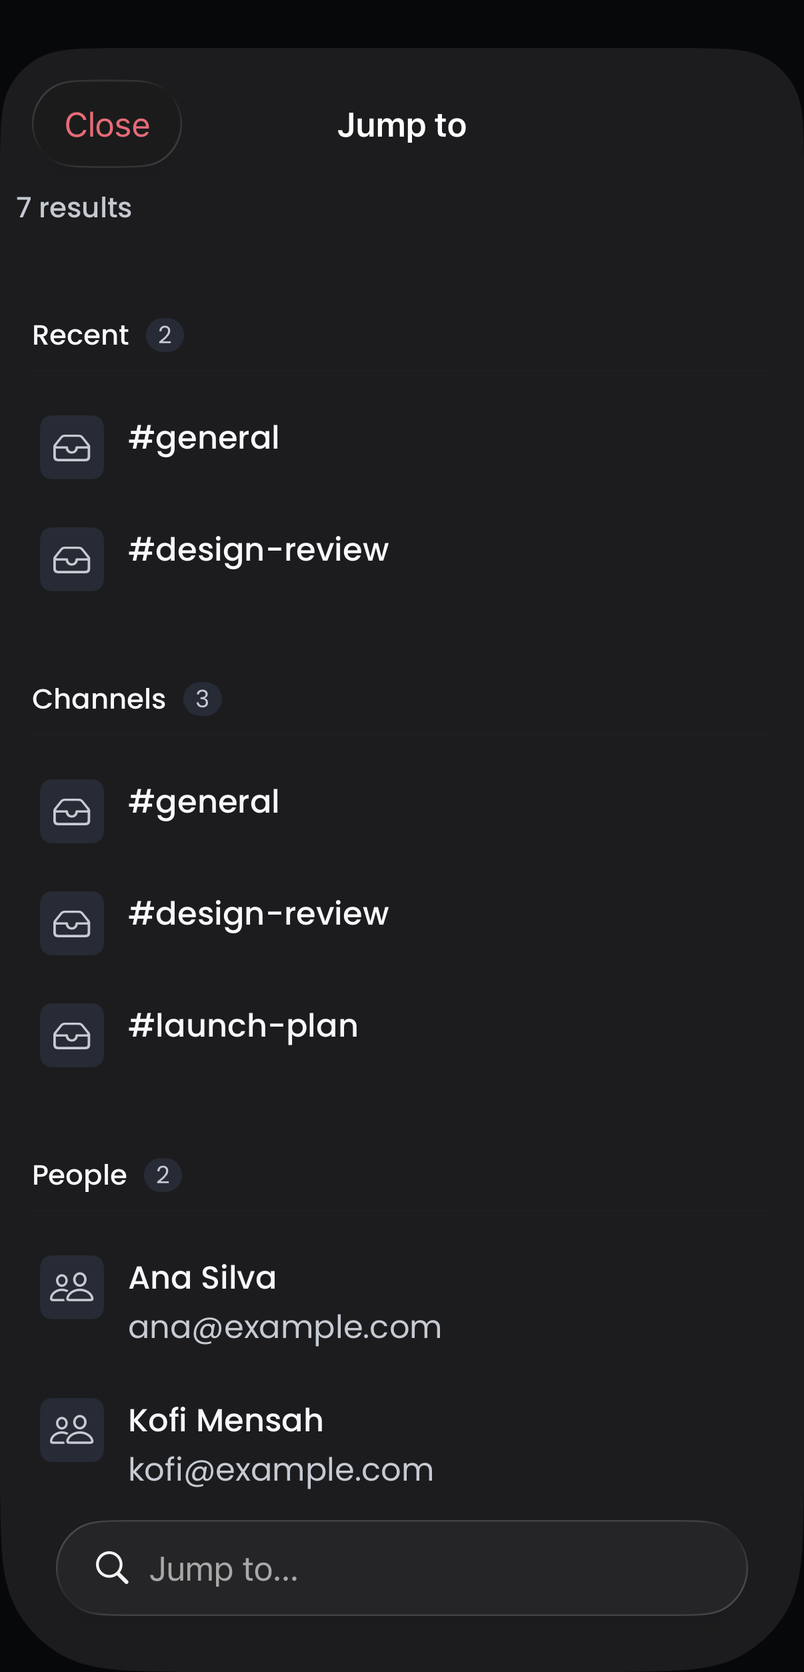 Close
Jump to
7 results
Recent 2
#general
#design-review
Channels 3
#general
#design-review
#launch-plan
People 2
Ana Silva
ana@example.com
Kofi Mensah
kofi@example.com
Jump to...